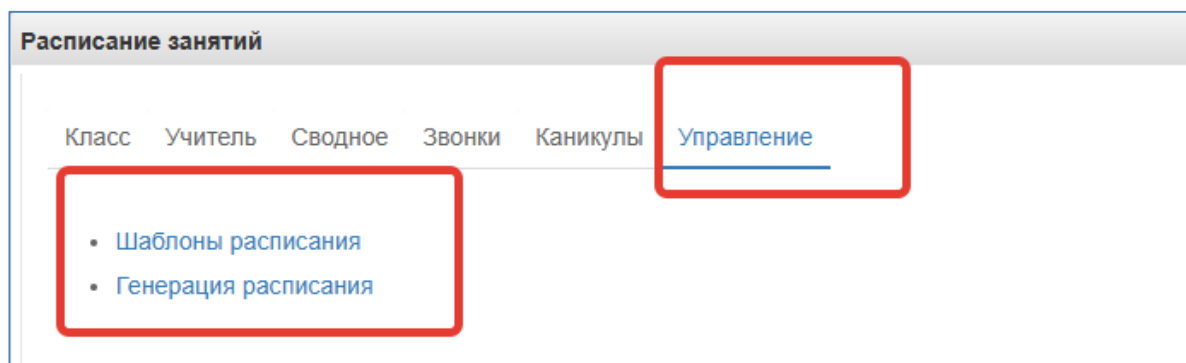 Расписание занятий
Класс Учитель Сводное Звонки Каникулы Управление
Шаблоны расписания
Генерация расписания